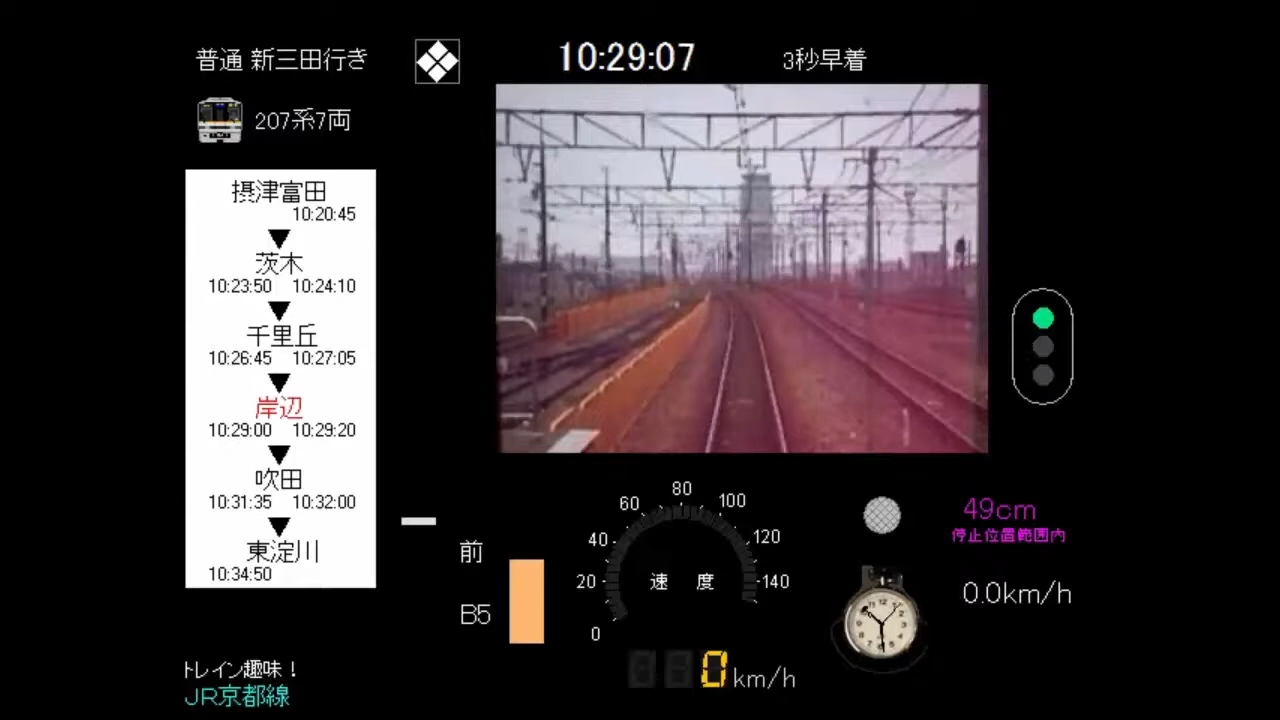 普通 新三田行き
10:29:07
3秒早着
207系7両
摂津富田
10:20:45
茨木
10:23:50 10:24:10
千里丘
10:26:45 10:27:05
岸辺
10:29:00 10:29:20
吹田
10:31:35 10:32:00
東淀川
10:34:50
前
B5
0
20
40
60
80
100
120
140
速 度
0 km/h
49cm
停止位置範囲内
0.0km/h
トレイン趣味!
JR京都線